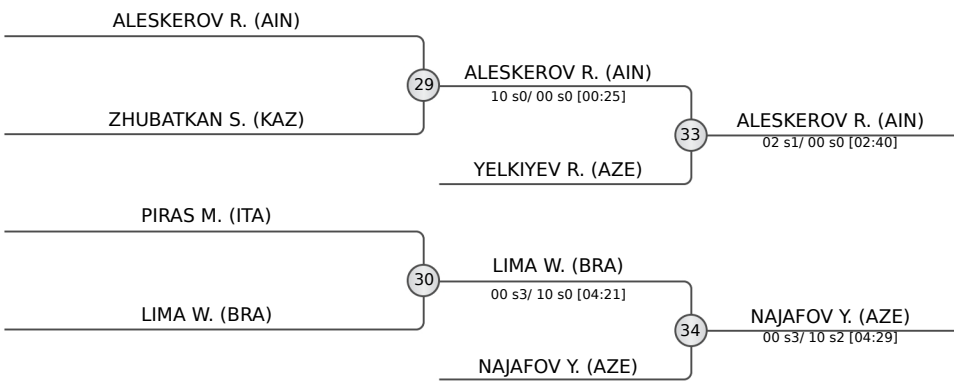 ALESKEROV R. (AIN)
29
ALESKEROV R. (AIN)
10 s0/ 00 s0 [00:25]
ZHUBATKAN S. (KAZ)
33
ALESKEROV R. (AIN)
02 s1/ 00 s0 [02:40]
YELKIYEV R. (AZE)
PIRAS M. (ITA)
30
LIMA W. (BRA)
00 s3/ 10 s0 [04:21]
LIMA W. (BRA)
34
NAJAFOV Y. (AZE)
00 s3/ 10 s2 [04:29]
NAJAFOV Y. (AZE)